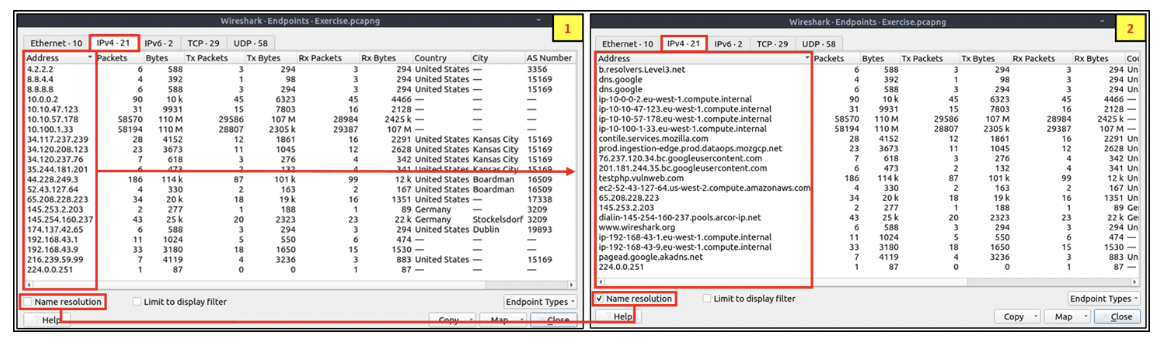 Wireshark · Endpoints · Exercise.pcapng
1
Ethernet · 10 IPv4 · 21 IPv6 · 2 TCP · 29 UDP · 58
Address Packets Bytes Tx Packets Tx Bytes Rx Packets Rx Bytes Country City AS Number
4.2.2.2 6 588 3 294 3 294 United States — 3356
8.8.4.4 4 392 1 98 3 294 United States — 15169
8.8.8.8 6 588 3 294 3 294 United States — 15169
10.0.0.2 90 10 k 45 6323 45 4466 — — —
10.10.47.123 31 9931 15 7803 16 2128 — — —
10.10.57.178 58570 110 M 29586 107 M 28984 2425 k — — —
10.100.1.33 58194 110 M 28807 2305 k 29387 107 M — — —
34.117.237.239 28 4152 12 1861 16 2291 United States Kansas City 15169
34.120.208.123 23 3673 11 1045 12 2628 United States Kansas City 15169
34.120.237.76 7 618 3 276 4 342 United States Kansas City 15169
35.244.181.201 6 473 2 132 4 341 United States Kansas City 15169
44.228.249.3 186 114 k 87 101 k 99 12 k United States Boardman 16509
52.43.127.64 4 330 2 163 2 167 United States Boardman 16509
65.208.228.223 34 20 k 18 19 k 16 1351 United States — 17338
145.253.2.203 2 277 1 188 1 89 Germany — 3209
145.254.160.237 43 25 k 20 2323 23 22 k Germany Stockelsdorf 3209
174.137.42.65 6 588 3 294 3 294 United States Dublin 19893
192.168.43.1 11 1024 5 550 6 474 — — —
192.168.43.9 33 3180 18 1650 15 1530 — — —
216.239.59.99 7 4119 4 3236 3 883 United States — 15169
224.0.0.251 1 87 0 0 1 87 — — —
Name resolution Limit to display filter Endpoint Types
Help Copy Map Close
Wireshark · Endpoints · Exercise.pcapng
2
Ethernet · 10 IPv4 · 21 IPv6 · 2 TCP · 29 UDP · 58
Address Packets Bytes Tx Packets Tx Bytes Rx Packets Rx Bytes Cou
b.resolvers.Level3.net 6 588 3 294 3 294 Un
dns.google 4 392 1 98 3 294 Un
dns.google 6 588 3 294 3 294 Un
ip-10-0-0-2.eu-west-1.compute.internal 90 10 k 45 6323 45 4466 —
ip-10-10-47-123.eu-west-1.compute.internal 31 9931 15 7803 16 2128 —
ip-10-10-57-178.eu-west-1.compute.internal 58570 110 M 29586 107 M 28984 2425 k —
ip-10-100-1-33.eu-west-1.compute.internal 58194 110 M 28807 2305 k 29387 107 M —
contile.services.mozilla.com 28 4152 12 1861 16 2291 Un
prod.ingestion-edge.prod.dataops.mozgcp.net 23 3673 11 1045 12 2628 Un
76.237.120.34.bc.googleusercontent.com 7 618 3 276 4 342 Un
201.181.244.35.bc.googleusercontent.com 6 473 2 132 4 341 Un
testphp.vulnweb.com 186 114 k 87 101 k 99 12 k Un
ec2-52-43-127-64.us-west-2.compute.amazonaws.com 4 330 2 163 2 167 Un
65.208.228.223 34 20 k 18 19 k 16 1351 Un
145.253.2.203 2 277 1 188 1 89 Ge
dialin-145-254-160-237.pools.arcor-ip.net 43 25 k 20 2323 23 22 k Ge
www.wireshark.org 6 588 3 294 3 294 Un
ip-192-168-43-1.eu-west-1.compute.internal 11 1024 5 550 6 474 —
ip-192-168-43-9.eu-west-1.compute.internal 33 3180 18 1650 15 1530 —
pagead.google.akadns.net 7 4119 4 3236 3 883 Un
224.0.0.251 1 87 0 0 1 87 —
Name resolution Limit to display filter Endpoint Types
Help Copy Map Close